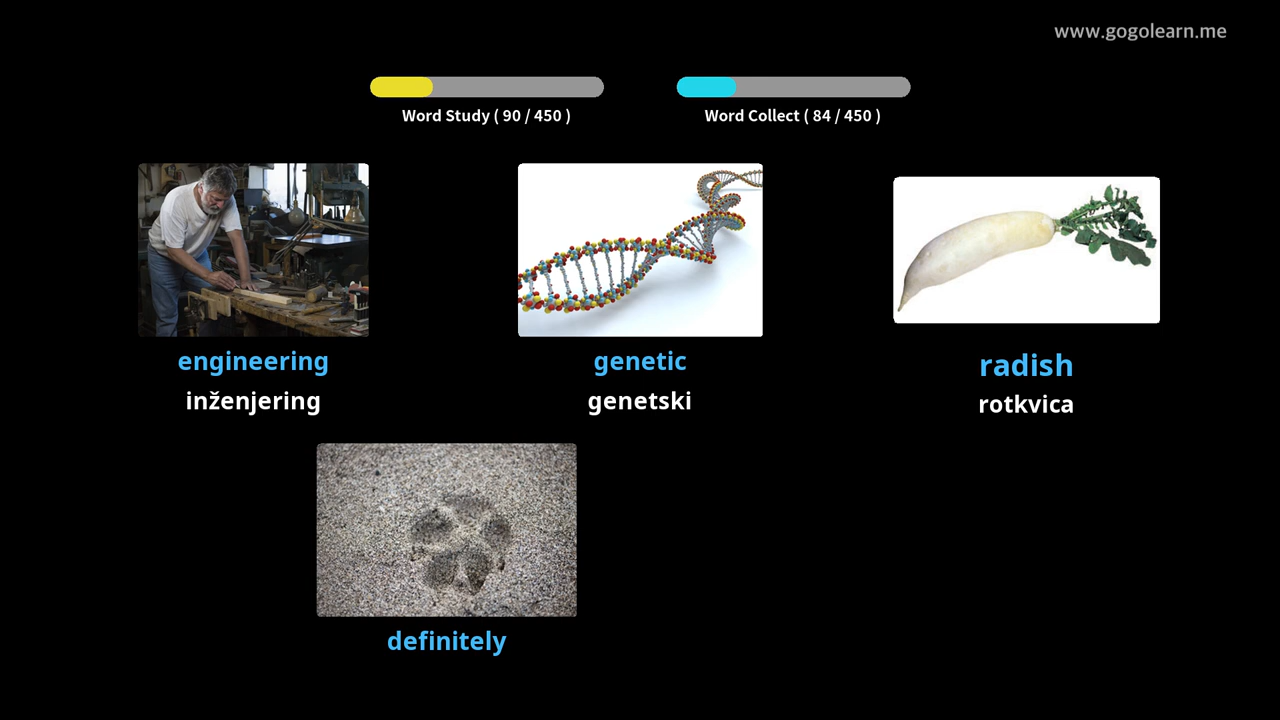 www.gogolearn.me
Word Study ( 90 / 450 )
Word Collect ( 84 / 450 )
engineering
inženjering
genetic
genetski
radish
rotkvica
definitely